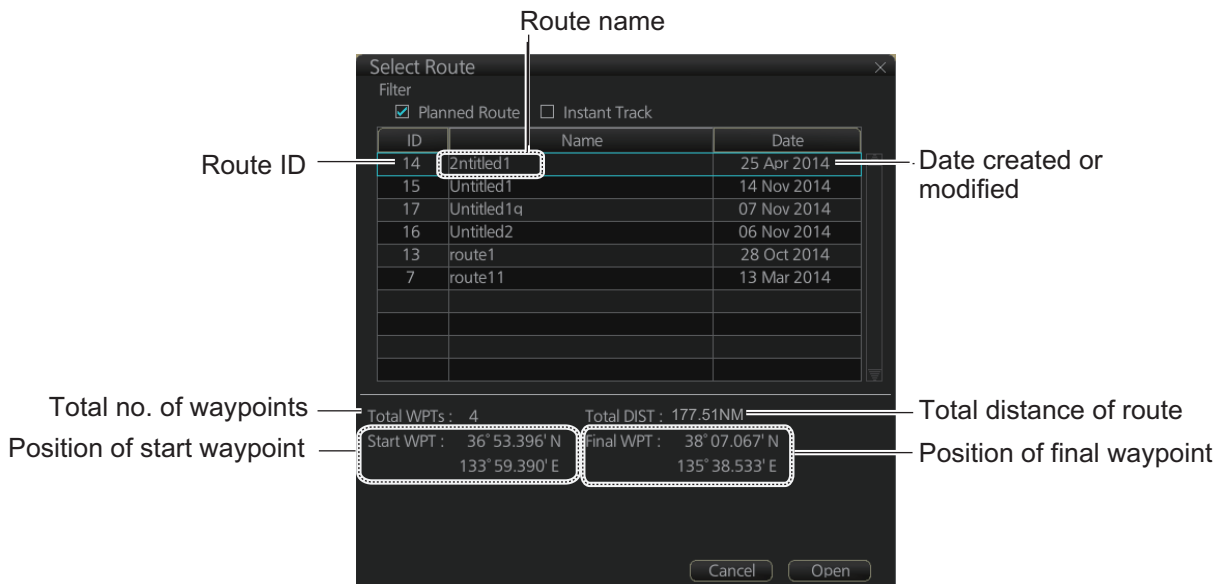 Route name
Select Route
Filter
Planned Route Instant Track
ID Name Date
Route ID 14 2ntitled1 25 Apr 2014 Date created or
modified
15 Untitled1 14 Nov 2014
17 Untitled1q 07 Nov 2014
16 Untitled2 06 Nov 2014
13 route1 28 Oct 2014
7 route11 13 Mar 2014
Total no. of waypoints Total WPTs : 4 Total DIST : 177.51NM Total distance of route
Position of start waypoint Start WPT : 36° 53.396' N Final WPT : 38° 07.067' N Position of final waypoint
133° 59.390' E 135° 38.533' E
Cancel Open